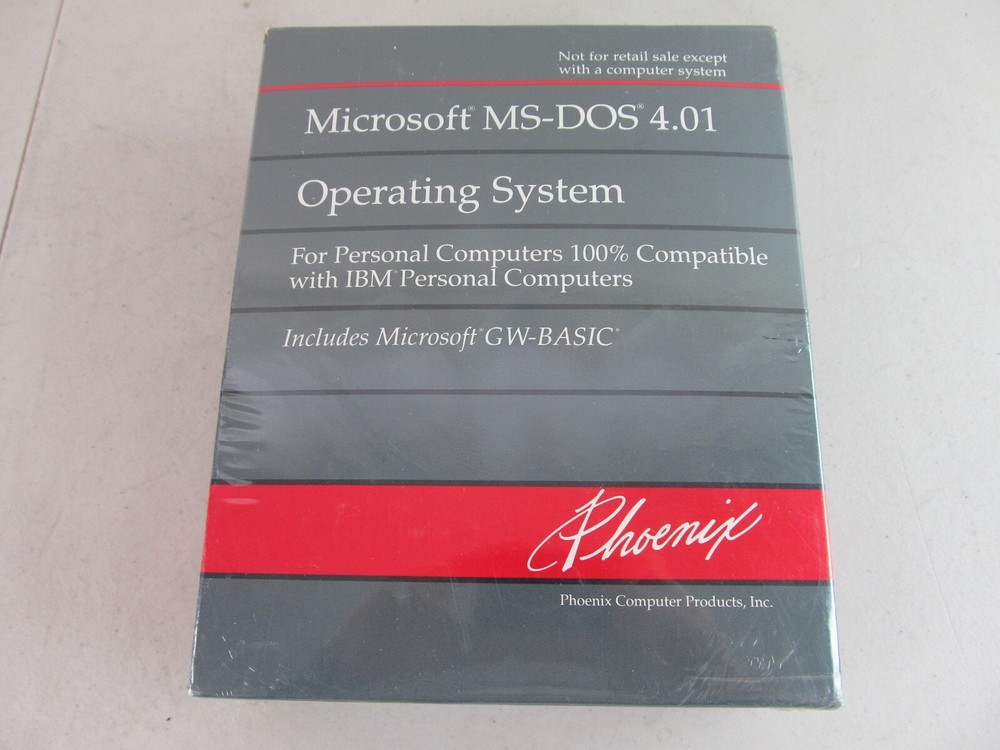 Not for retail sale except
with a computer system
Microsoft® MS-DOS® 4.01
Operating System
For Personal Computers 100% Compatible
with IBM® Personal Computers
Includes Microsoft® GW-BASIC®
Phoenix
Phoenix Computer Products, Inc.